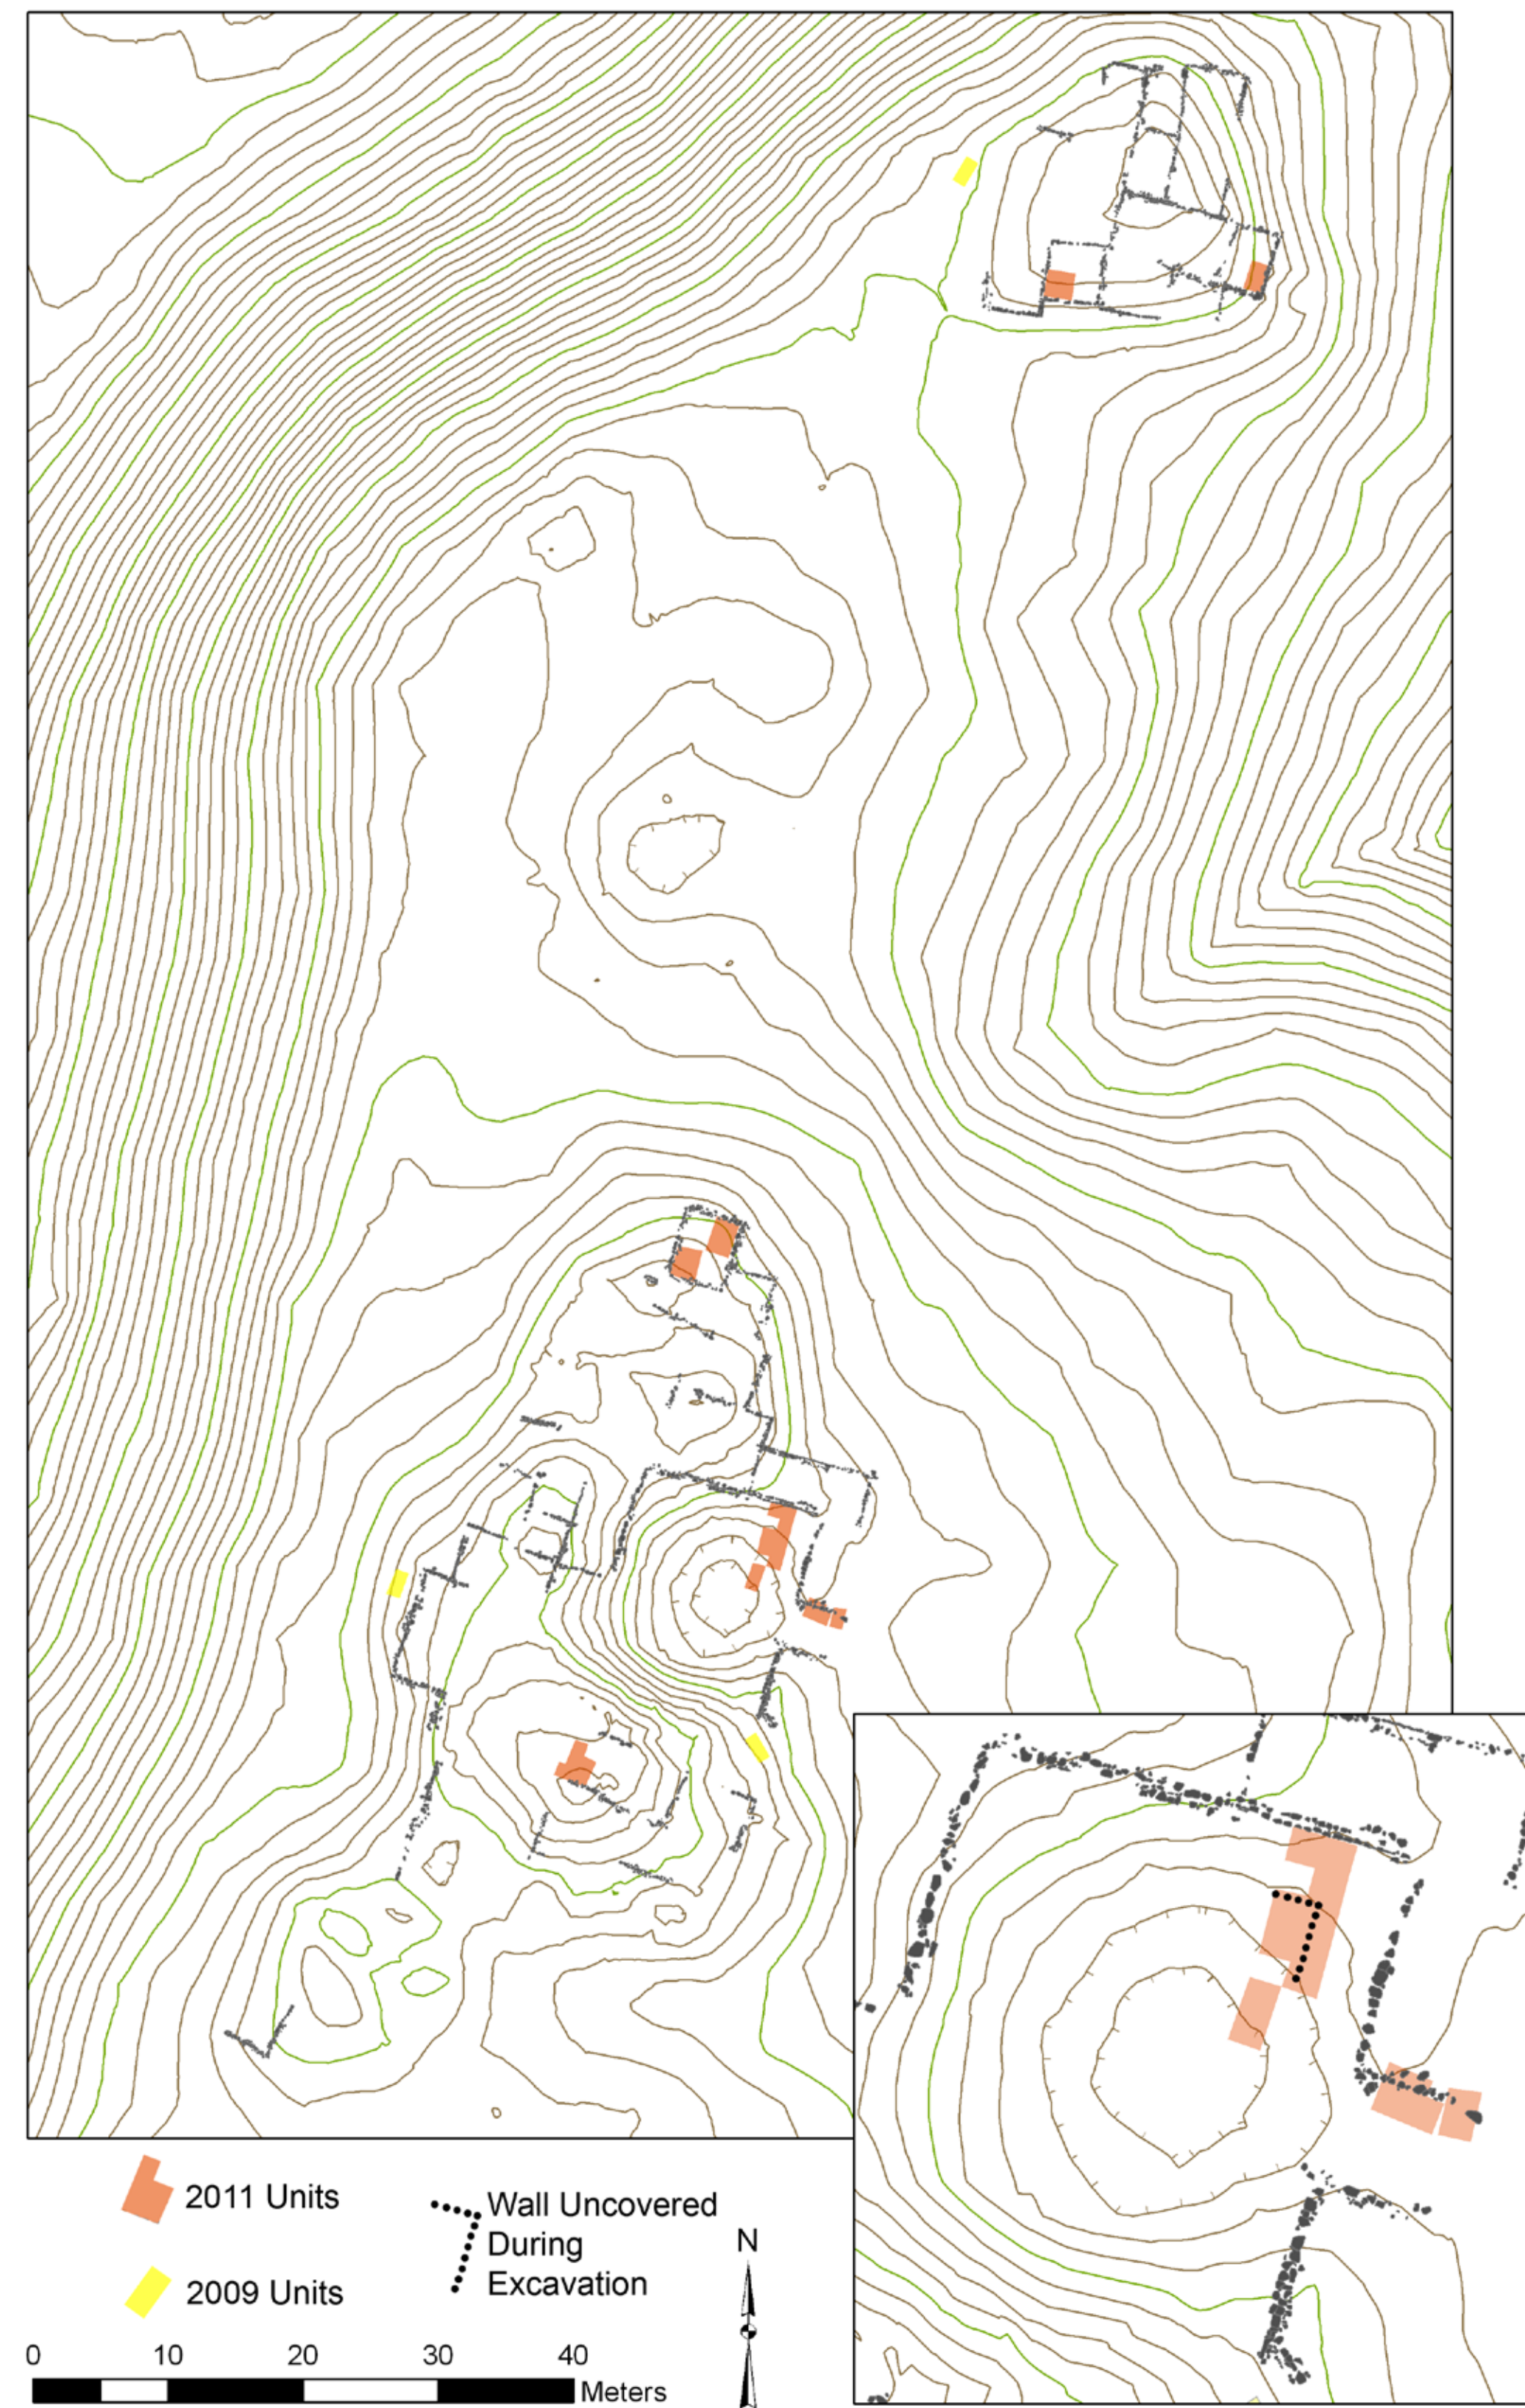 2011 Units
2009 Units
Wall Uncovered
During
Excavation
N
0 10 20 30 40
Meters